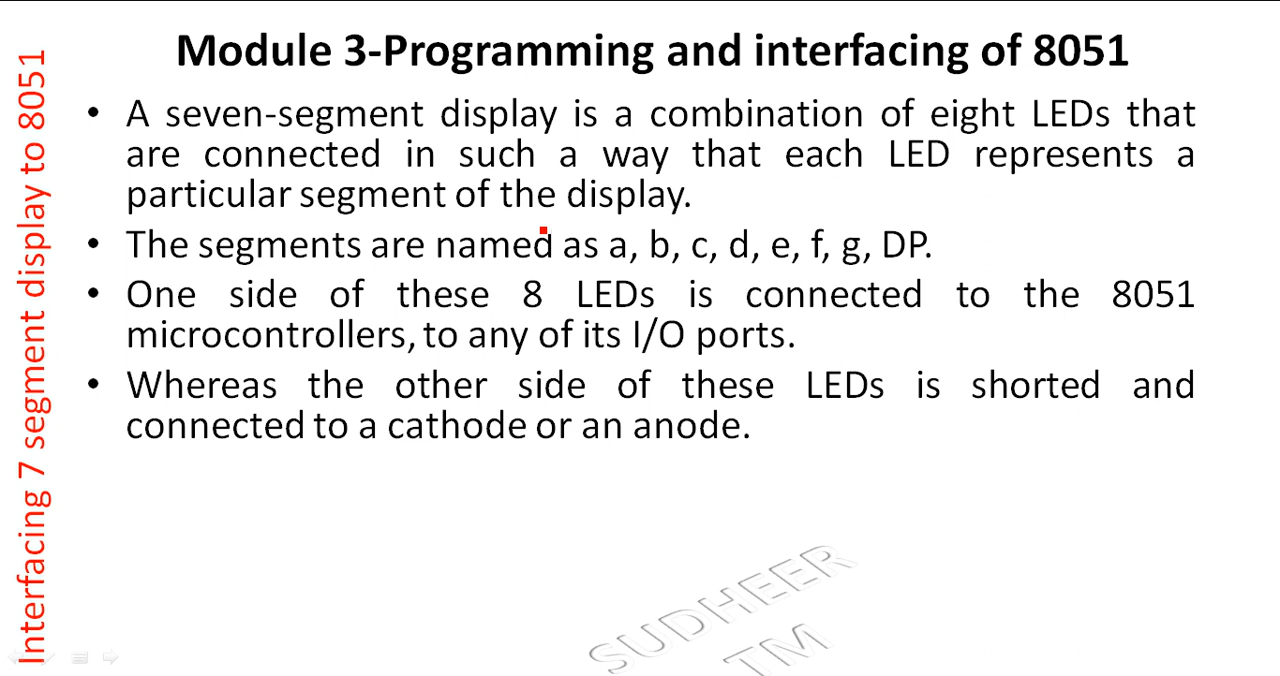 Module 3-Programming and interfacing of 8051
Interfacing 7 segment display to 8051
• A seven-segment display is a combination of eight LEDs that
are connected in such a way that each LED represents a
particular segment of the display.
• The segments are named as a, b, c, d, e, f, g, DP.
• One side of these 8 LEDs is connected to the 8051
microcontrollers, to any of its I/O ports.
• Whereas the other side of these LEDs is shorted and
connected to a cathode or an anode.
SUDHEER
TM